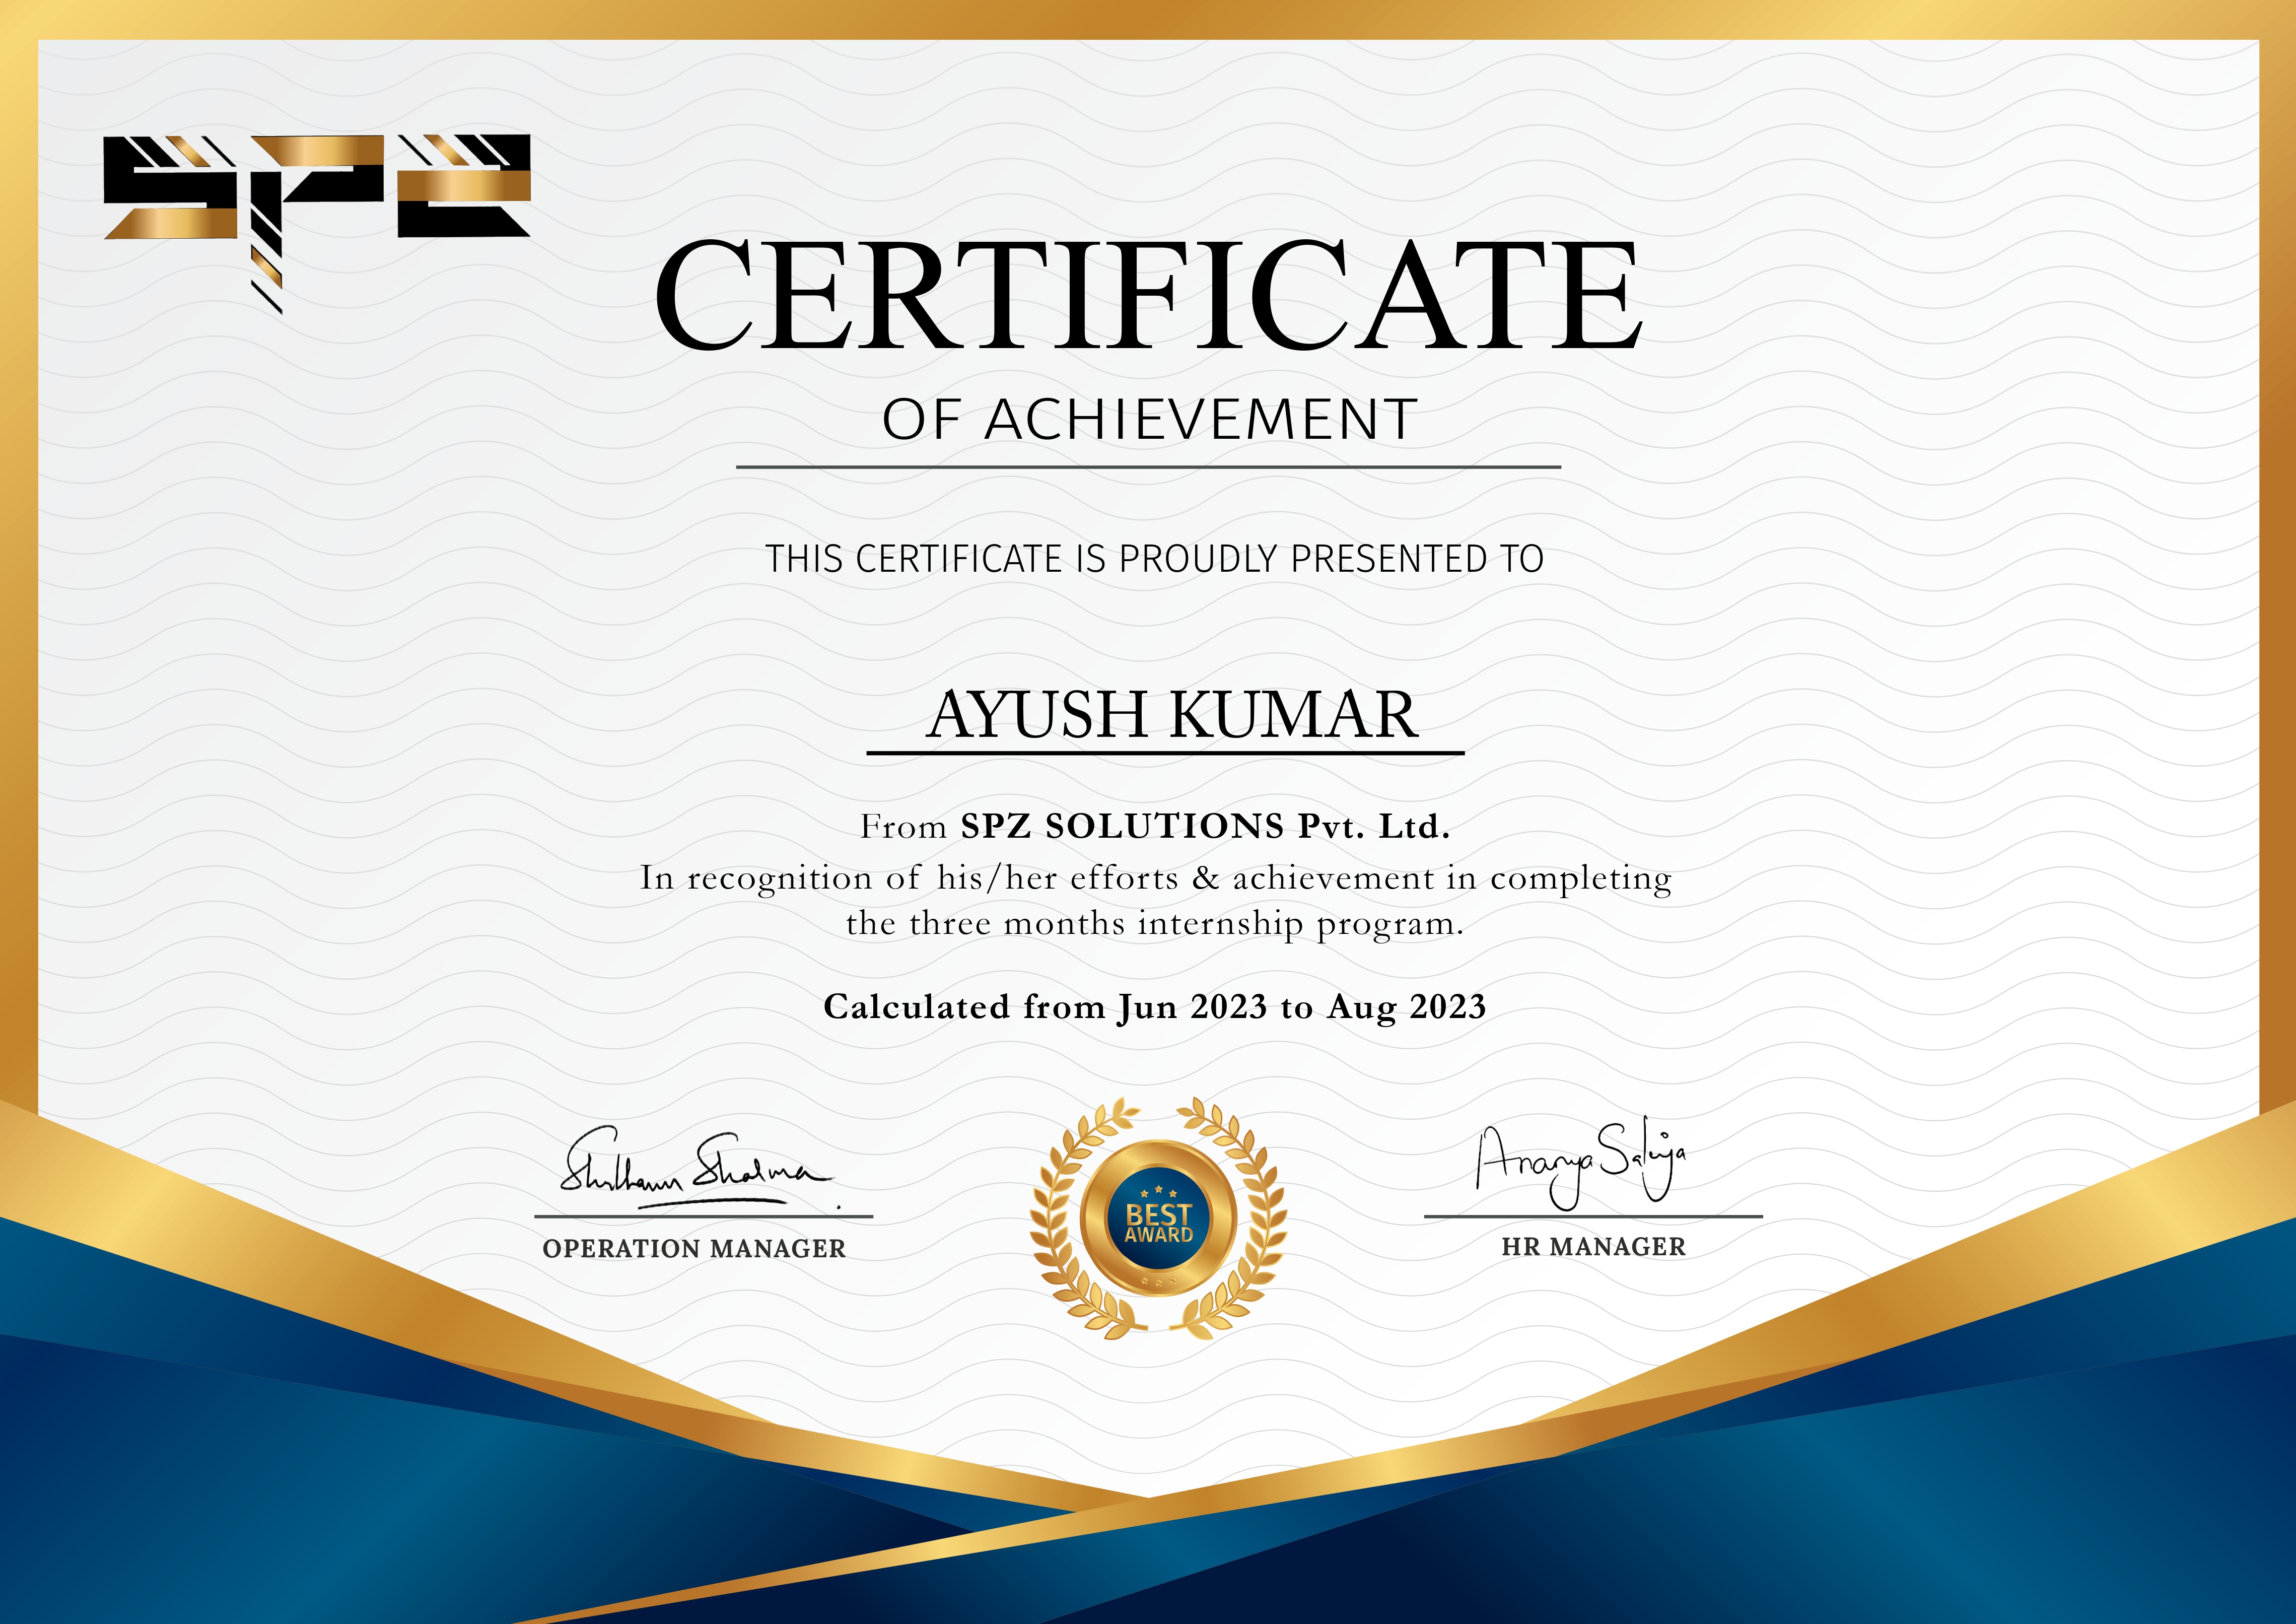 SPZ
CERTIFICATE
OF ACHIEVEMENT
THIS CERTIFICATE IS PROUDLY PRESENTED TO
AYUSH KUMAR
From SPZ SOLUTIONS Pvt. Ltd.
In recognition of his/her efforts & achievement in completing
the three months internship program.
Calculated from Jun 2023 to Aug 2023
Sharma
Ananya Saluja
BEST
AWARD
OPERATION MANAGER
HR MANAGER